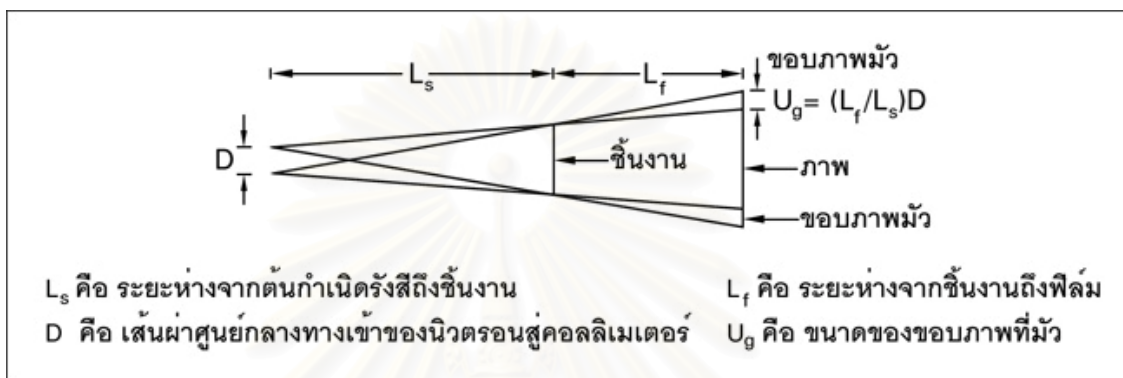 ขอบภาพมัว
Ls Lf
Ug= (Lf/Ls)D
D
ชิ้นงาน
ภาพ
ขอบภาพมัว
Ls คือ ระยะห่างจากต้นกำเนิดรังสีถึงชิ้นงาน Lf คือ ระยะห่างจากชิ้นงานถึงฟิล์ม
D คือ เส้นผ่าศูนย์กลางทางเข้าของนิวตรอนสู่คอลลิเมเตอร์ Ug คือ ขนาดของขอบภาพที่มัว